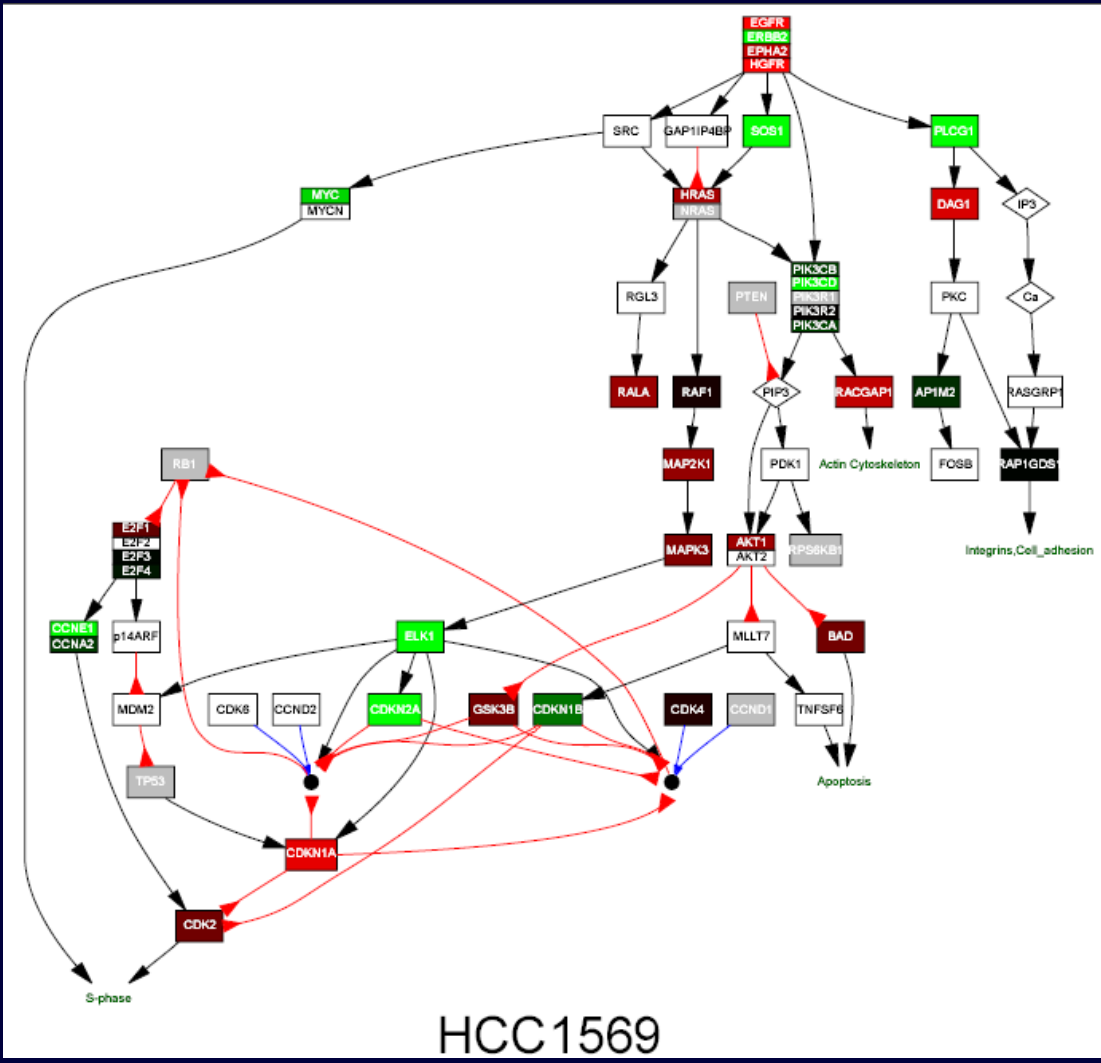 EGFR
ERBB2
EPHA2
HGFR
SRC
GAP1IP4BP
SOS1
PLCG1
MYC
MYCN
HRAS
NRAS
DAG1
IP3
RGL3
PTEN
PIK3CB
PIK3CD
PIK3R1
PIK3R2
PIK3CA
PKC
Ca
RALA
RAF1
PIP3
RACGAP1
AP1M2
RASGRP1
RB1
MAP2K1
PDK1
Actin Cytoskeleton
FOSB
RAP1GDS1
E2F1
E2F2
E2F3
E2F4
MAPK3
AKT1
AKT2
RPS6KB1
Integrins,Cell_adhesion
CCNE1
CCNA2
p14ARF
ELK1
MLLT7
BAD
MDM2
CDK6
CCND2
CDKN2A
GSK3B
CDKN1B
CDK4
CCND1
TNFSF6
TP53
Apoptosis
CDKN1A
CDK2
S-phase
HCC1569